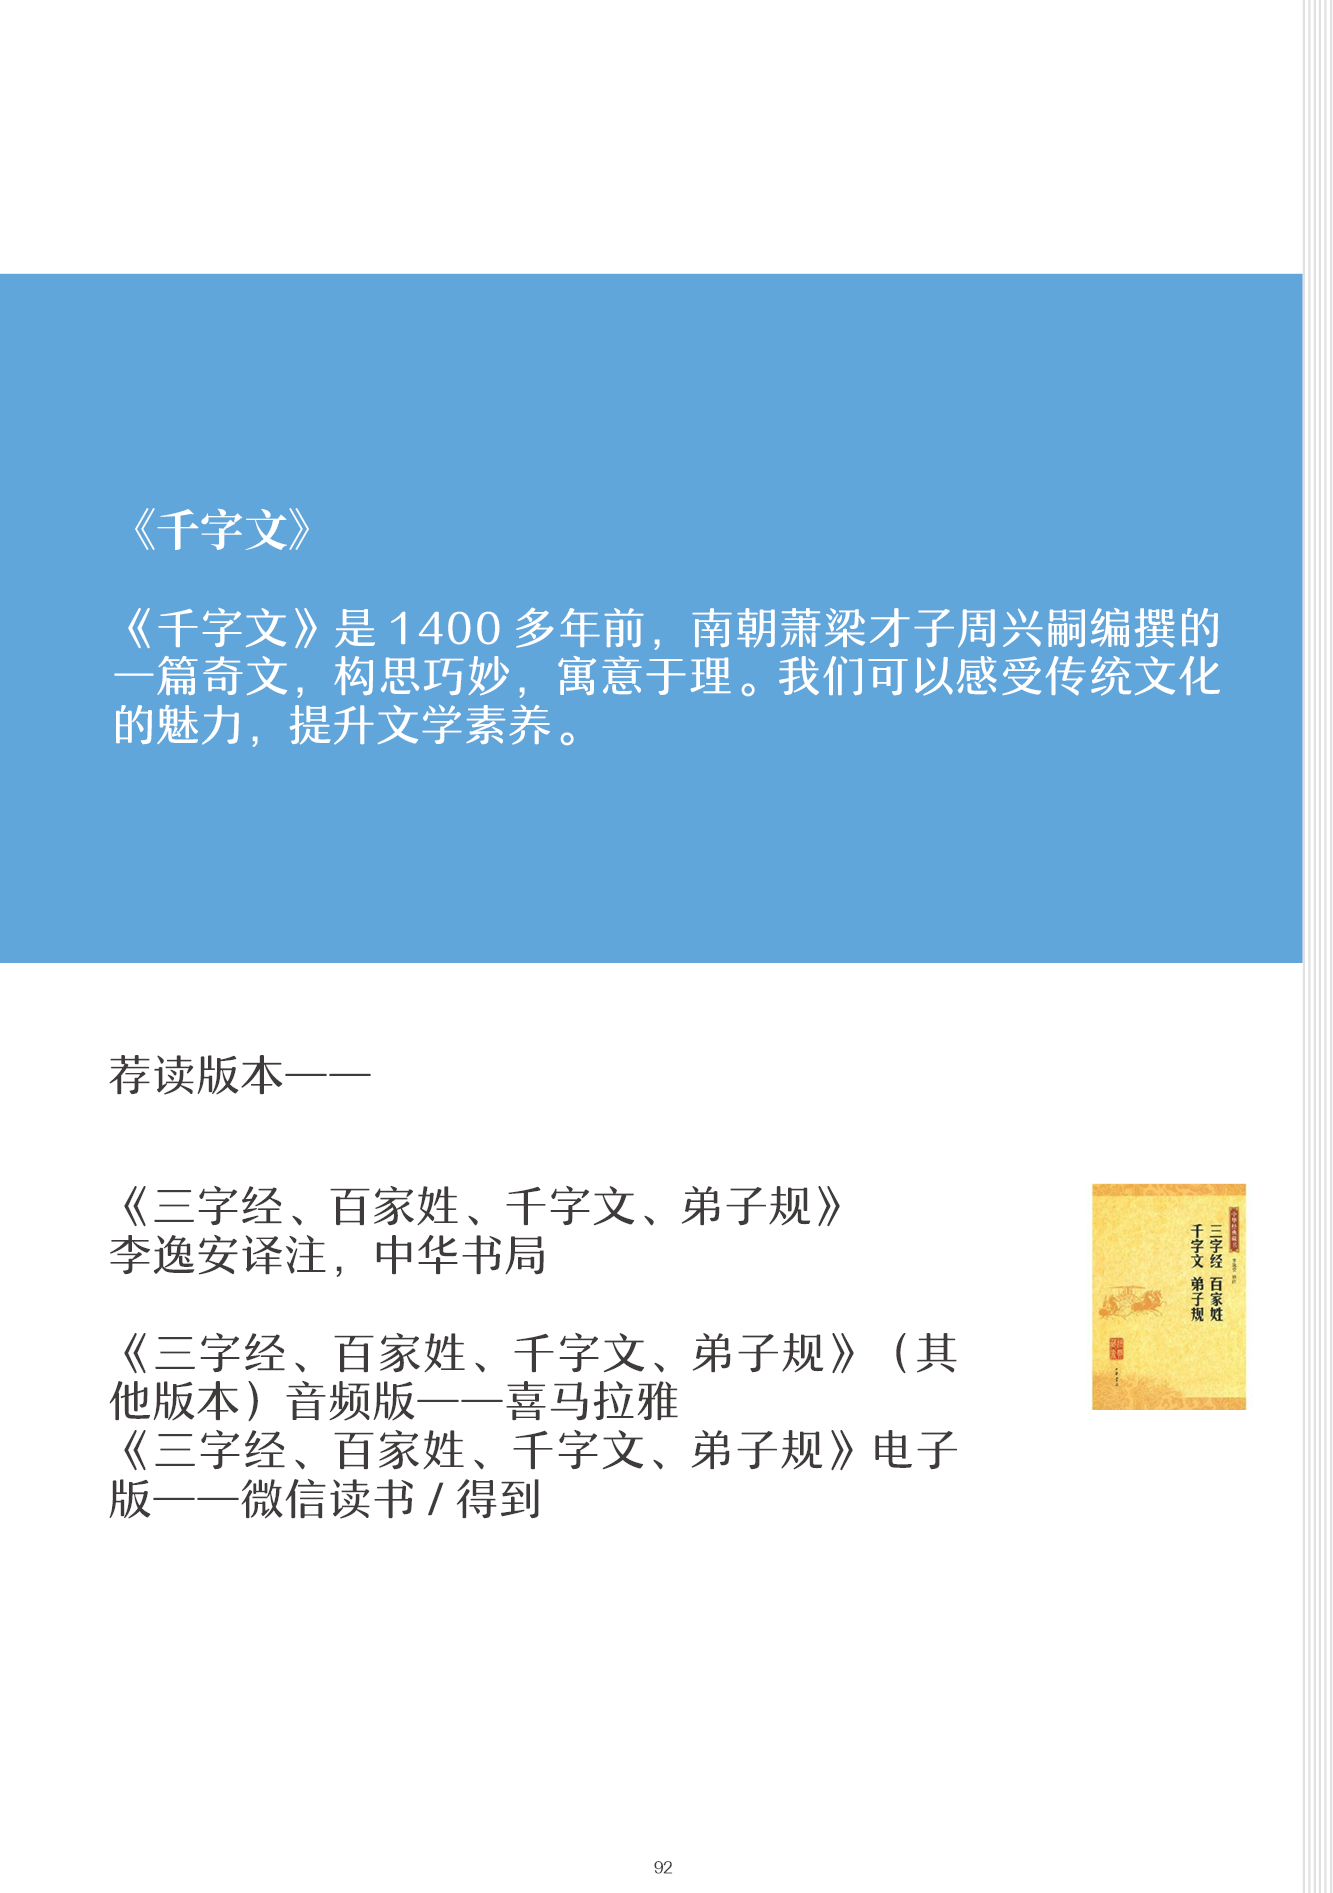 《千字文》
《千字文》是1400多年前，南朝萧梁才子周兴嗣编撰的
一篇奇文，构思巧妙，寓意于理。我们可以感受传统文化
的魅力，提升文学素养。
荐读版本——
《三字经、百家姓、千字文、弟子规》
李逸安译注，中华书局
《三字经、百家姓、千字文、弟子规》（其
他版本）音频版——喜马拉雅
《三字经、百家姓、千字文、弟子规》电子
版——微信读书 / 得到
三字经 百家姓
千字文 弟子规
92